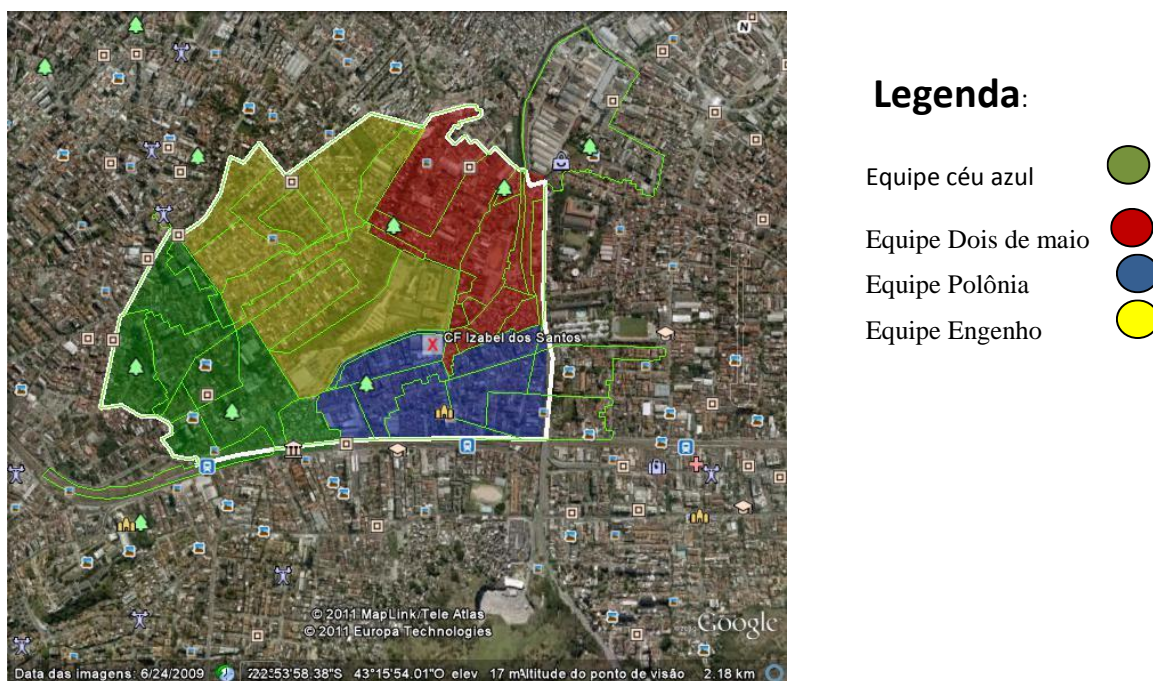 N
Legenda:
Equipe céu azul
Equipe Dois de maio
Equipe Polônia
Equipe Engenho
X CF Izabel dos Santos
© 2011 MapLink/Tele Atlas
© 2011 Europa Technologies
Google
Data das imagens: 6/24/2009 22°53'58.38"S 43°15'54.01"O elev 17 m Altitude do ponto de visão 2.18 km